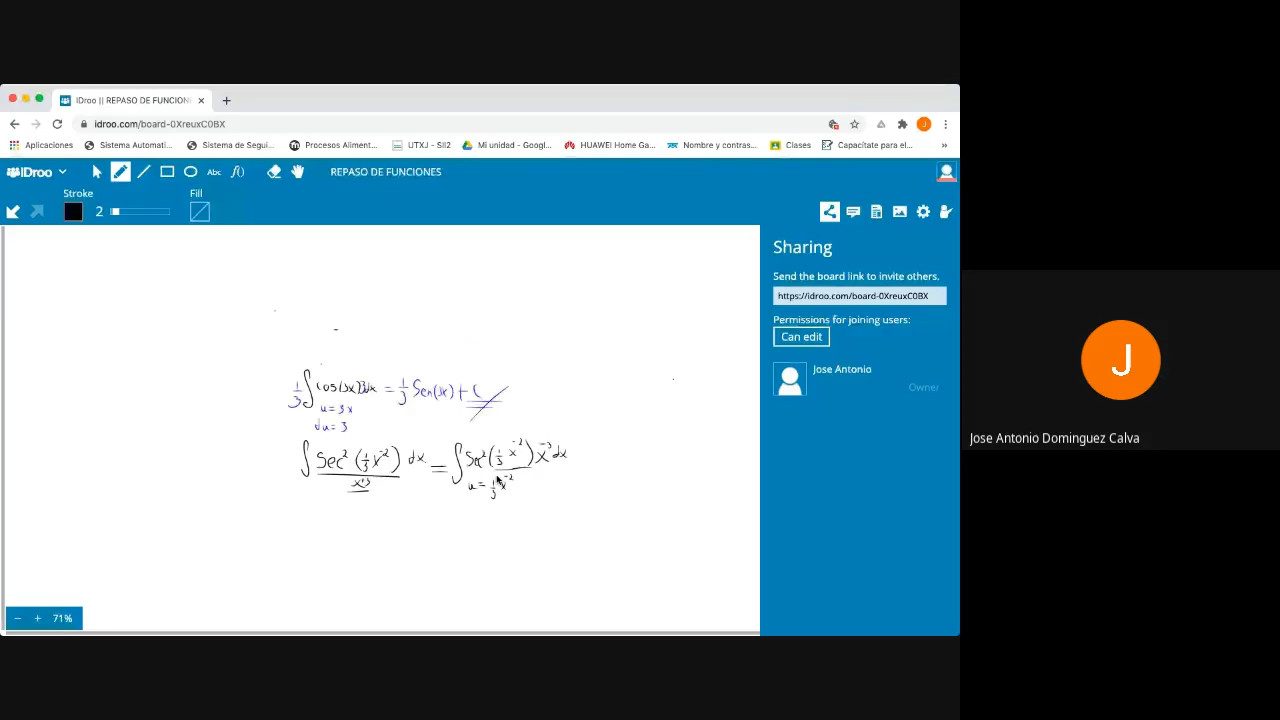 IDroo || REPASO DE FUNCIONE
idroo.com/board-0XreuxC0BX
J
Aplicaciones
Sistema Automati...
Sistema de Segui...
Procesos Aliment...
UTXJ - SII2
Mi unidad - Googl...
HUAWEI Home Ga...
Nombre y contras...
Clases
Capacítate para el...
»
IDroo
Abc
f()
REPASO DE FUNCIONES
Stroke
Fill
2
Sharing
Send the board link to invite others.
https://idroo.com/board-0XreuxC0BX
Permissions for joining users:
Can edit
Jose Antonio
Owner
1/3 ∫ cos(3x)3dx = 1/3 Sen(3x) + C
u = 3x
du = 3
∫ Sec² (1/3 x⁻²) / x⁺³ dx = ∫ Sec² (1/3 x⁻²) x⁻³ dx
u = 1/3 x⁻²
71%
J
Jose Antonio Dominguez Calva